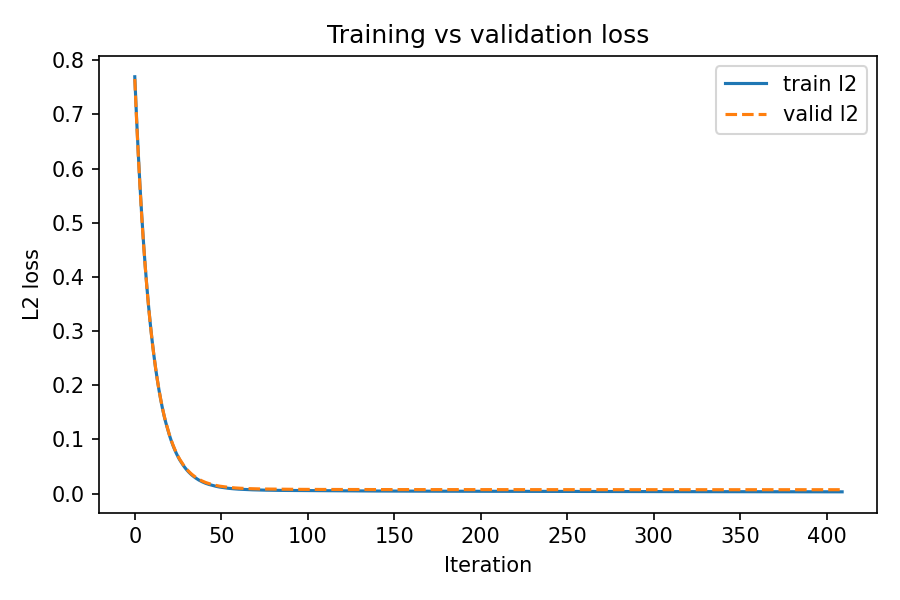 Training vs validation loss
train l2
valid l2
0.8
0.7
0.6
0.5
0.4
0.3
0.2
0.1
0.0
L2 loss
0 50 100 150 200 250 300 350 400
Iteration